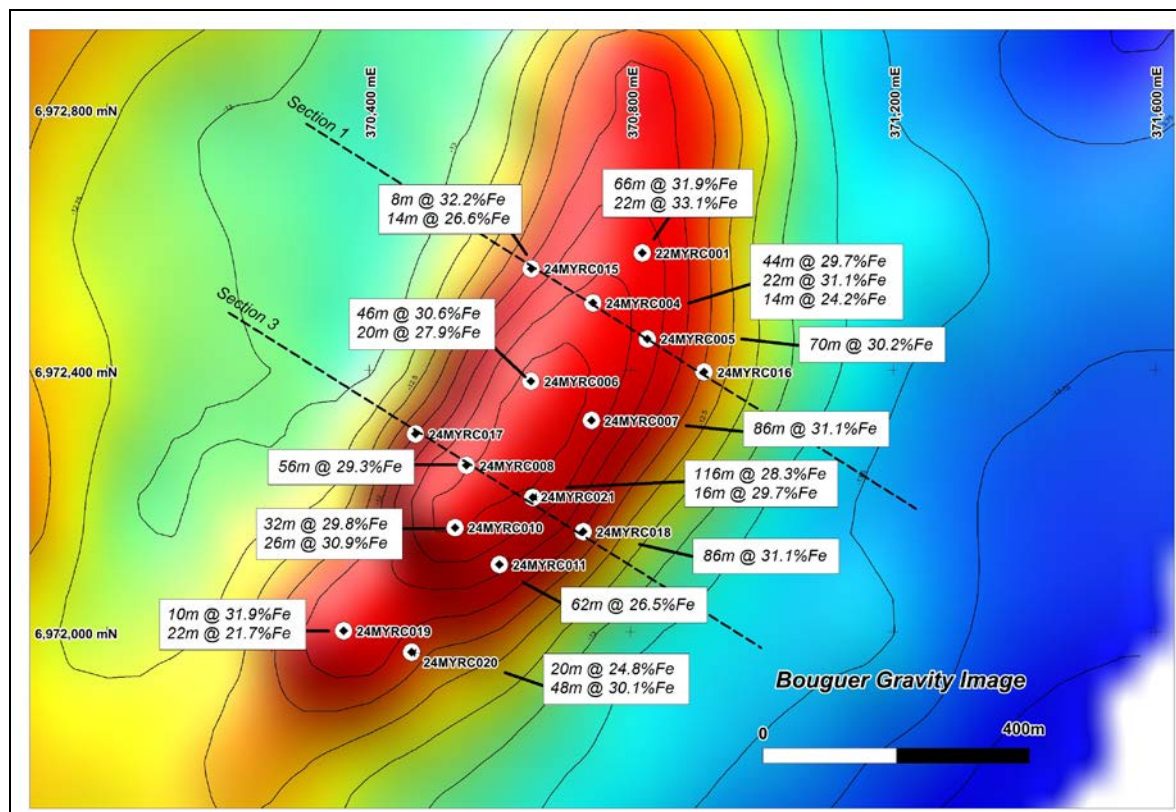 370,400 mE
370,800 mE
371,200 mE
371,600 mE
6,972,800 mN
Section 1
8m @ 32.2%Fe
14m @ 26.6%Fe
66m @ 31.9%Fe
22m @ 33.1%Fe
22MYRC001
24MYRC015
44m @ 29.7%Fe
22m @ 31.1%Fe
14m @ 24.2%Fe
24MYRC004
Section 3
46m @ 30.6%Fe
20m @ 27.9%Fe
24MYRC005
70m @ 30.2%Fe
6,972,400 mN
24MYRC016
24MYRC006
24MYRC007
86m @ 31.1%Fe
24MYRC017
56m @ 29.3%Fe
24MYRC008
116m @ 28.3%Fe
16m @ 29.7%Fe
24MYRC021
32m @ 29.8%Fe
26m @ 30.9%Fe
24MYRC010
24MYRC018
86m @ 31.1%Fe
24MYRC011
62m @ 26.5%Fe
10m @ 31.9%Fe
22m @ 21.7%Fe
6,972,000 mN
24MYRC019
24MYRC020
20m @ 24.8%Fe
48m @ 30.1%Fe
Bouguer Gravity Image
0
400m
-12.75
-12.5